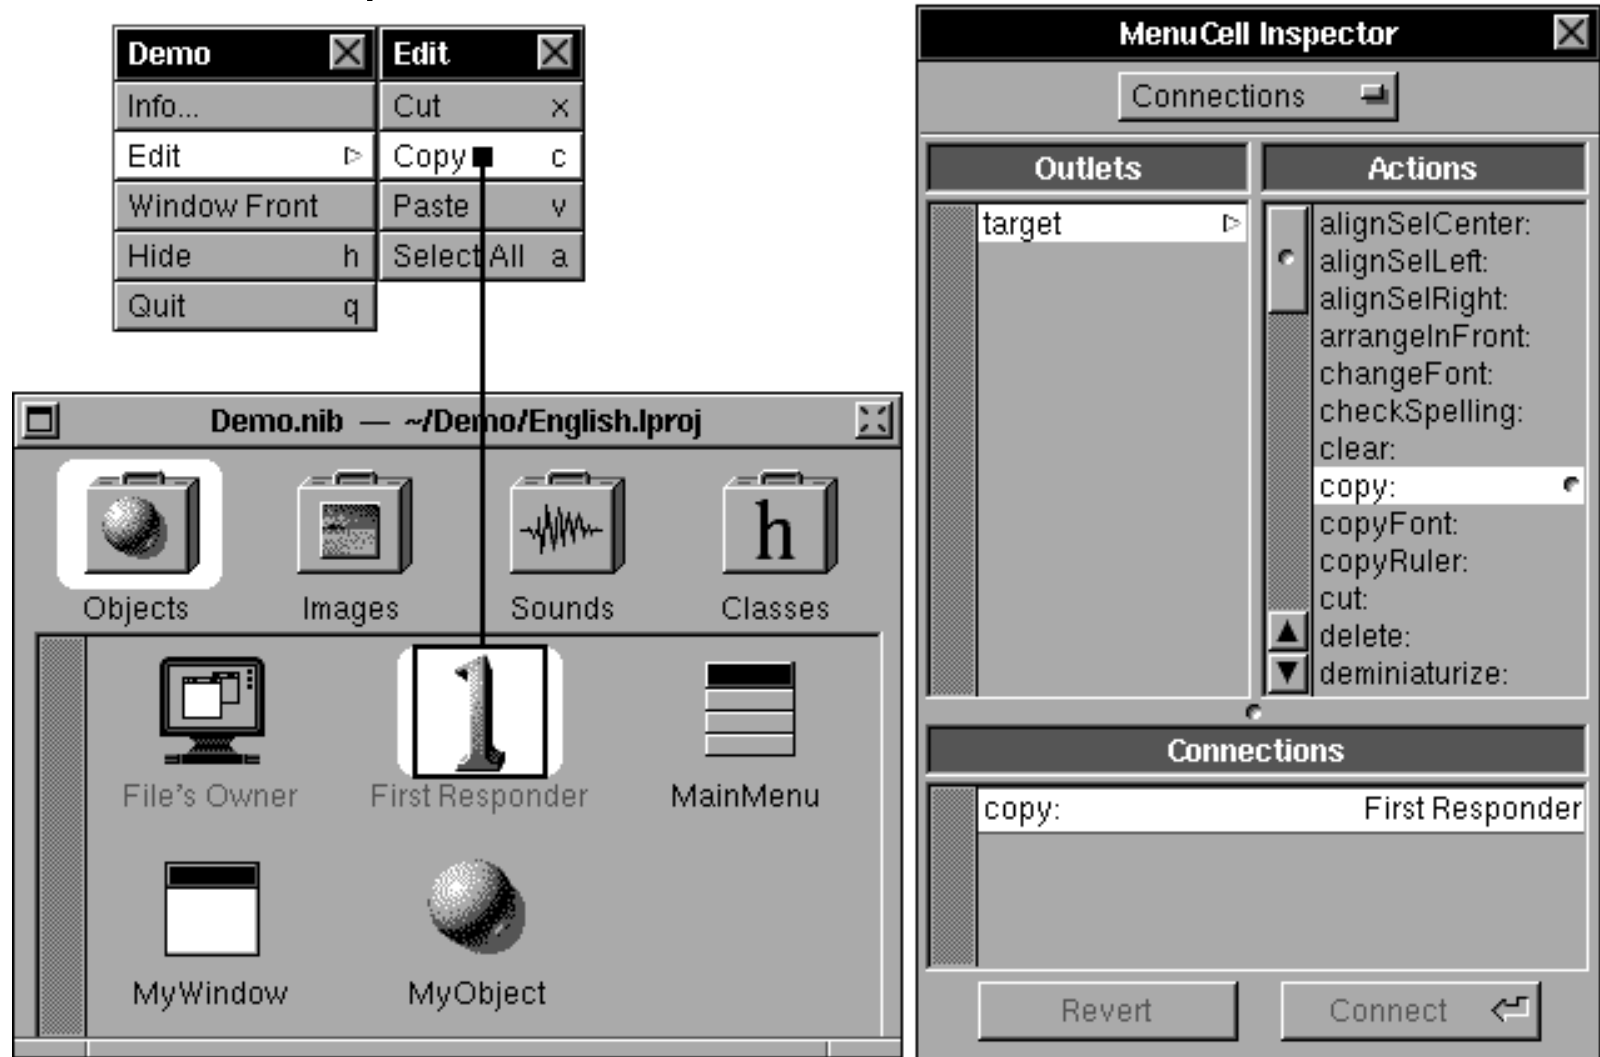 Demo
Info...
Edit
Window Front
Hide h
Quit q
Edit
Cut x
Copy c
Paste v
Select All a
Demo.nib — ~/Demo/English.lproj
Objects Images Sounds Classes
h
1
File's Owner First Responder MainMenu
MyWindow MyObject
MenuCell Inspector
Connections
Outlets
target
Actions
alignSelCenter:
alignSelLeft:
alignSelRight:
arrangeInFront:
changeFont:
checkSpelling:
clear:
copy:
copyFont:
copyRuler:
cut:
delete:
deminiaturize:
Connections
copy: First Responder
Revert Connect